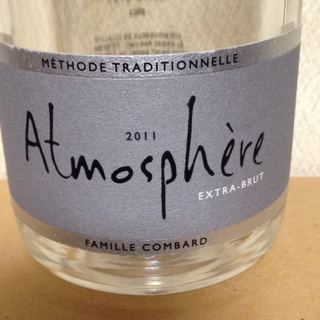 MÉTHODE TRADITIONNELLE
2011
Atmosphère
EXTRA-BRUT
FAMILLE COMBARD